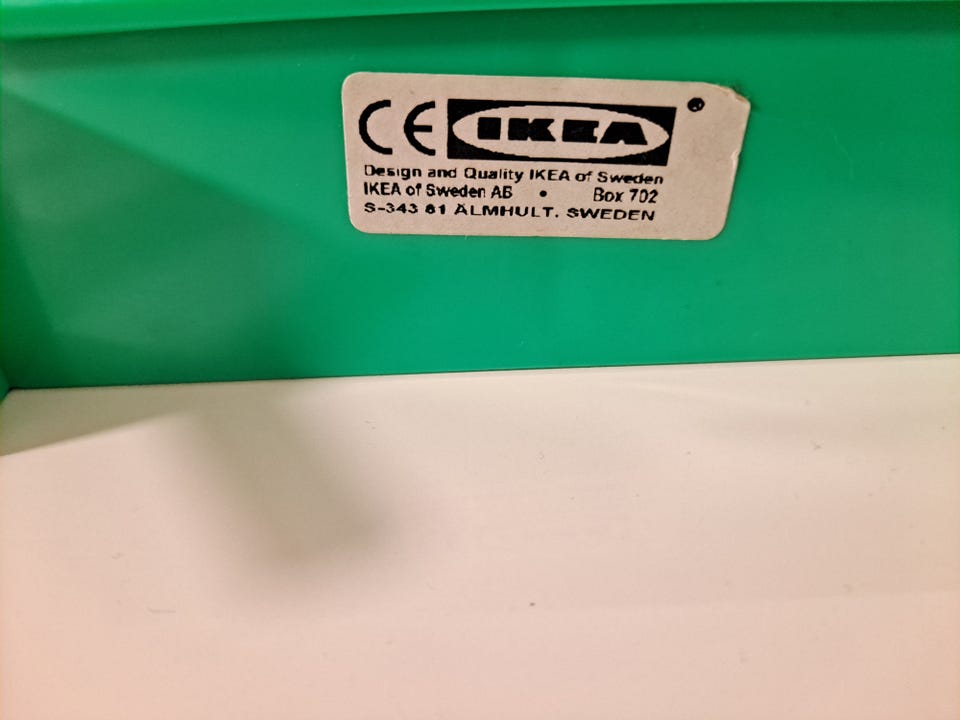 CE IKEA ®
Design and Quality IKEA of Sweden
IKEA of Sweden AB • Box 702
S-343 81 ÄLMHULT. SWEDEN